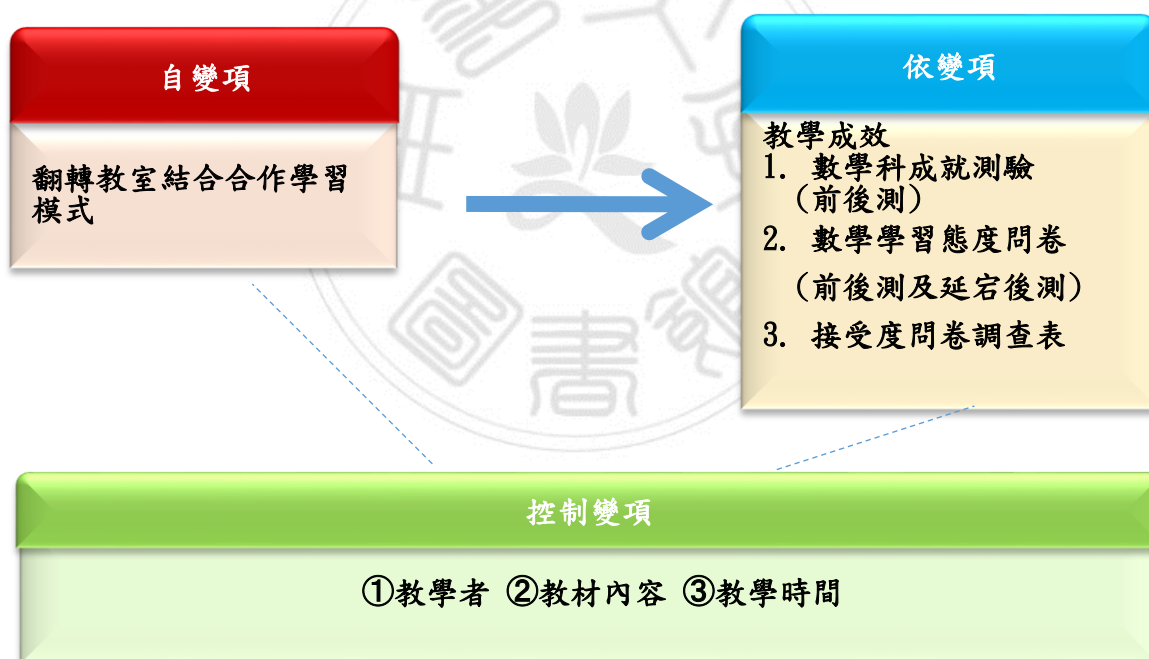 自變項
翻轉教室結合合作學習
模式
依變項
教學成效
1. 數學科成就測驗
(前後測)
2. 數學學習態度問卷
(前後測及延宕後測)
3. 接受度問卷調查表
控制變項
①教學者 ②教材內容 ③教學時間